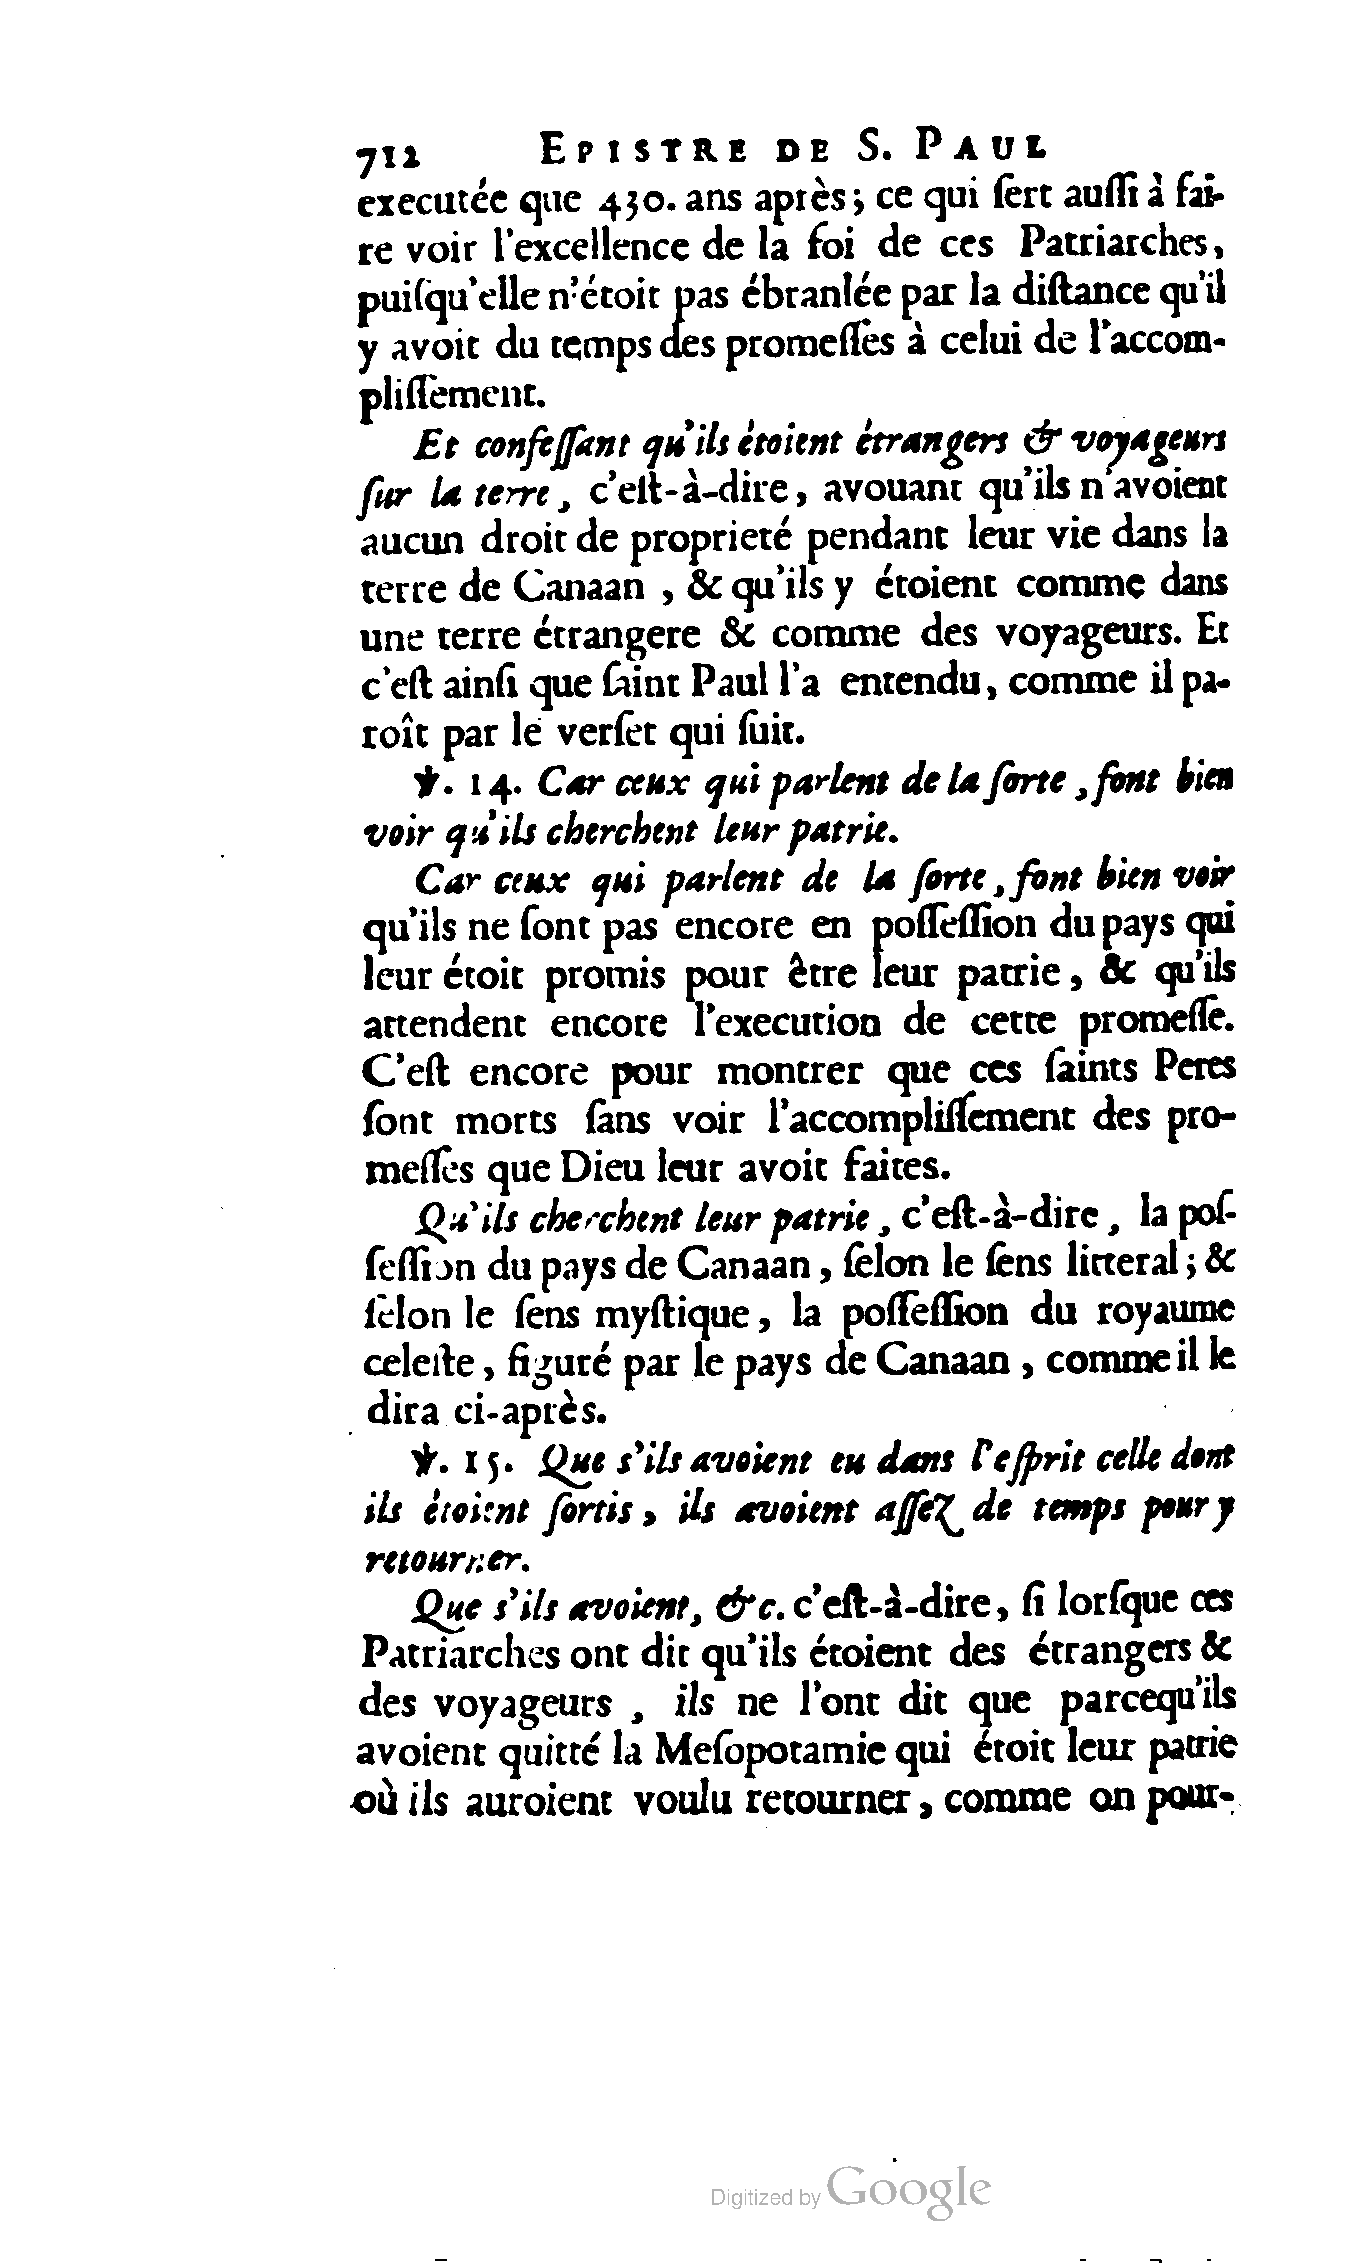 712 EPISTRE DE S. PAUL
executée que 430. ans après; ce qui ſert auſſi à fai-
re voir l'excellence de la foi de ces Patriarches,
puiſqu'elle n'étoit pas ébranlée par la diſtance qu'il
y avoit du temps des promeſſes à celui de l'accom-
pliſſement.
Et confeſſant qu'ils étoient étrangers & voyageurs
ſur la terre, c'eſt-à-dire, avouant qu'ils n'avoient
aucun droit de proprieté pendant leur vie dans la
terre de Canaan, & qu'ils y étoient comme dans
une terre étrangere & comme des voyageurs. Et
c'eſt ainſi que ſaint Paul l'a entendu, comme il pa-
roît par le verſet qui ſuit.
℣. 14. Car ceux qui parlent de la ſorte, font bien
voir qu'ils cherchent leur patrie.
Car ceux qui parlent de la ſorte, font bien voir
qu'ils ne ſont pas encore en poſſeſſion du pays qui
leur étoit promis pour être leur patrie, & qu'ils
attendent encore l'execution de cette promeſſe.
C'eſt encore pour montrer que ces ſaints Peres
ſont morts ſans voir l'accompliſſement des pro-
meſſes que Dieu leur avoit faites.
Qu'ils cherchent leur patrie, c'eſt-à-dire, la poſ-
ſeſſion du pays de Canaan, ſelon le ſens litteral; &
ſelon le ſens myſtique, la poſſeſſion du royaume
celeſte, figuré par le pays de Canaan, comme il le
dira ci-après.
℣. 15. Que s'ils avoient eu dans l'eſprit celle dont
ils étoient ſortis, ils avoient aſſez de temps pour y
retourner.
Que s'ils avoient, &c. c'eſt-à-dire, ſi lorſque ces
Patriarches ont dit qu'ils étoient des étrangers &
des voyageurs, ils ne l'ont dit que parcequ'ils
avoient quitté la Meſopotamie qui étoit leur patrie
où ils auroient voulu retourner, comme on pour-
Digitized by Google